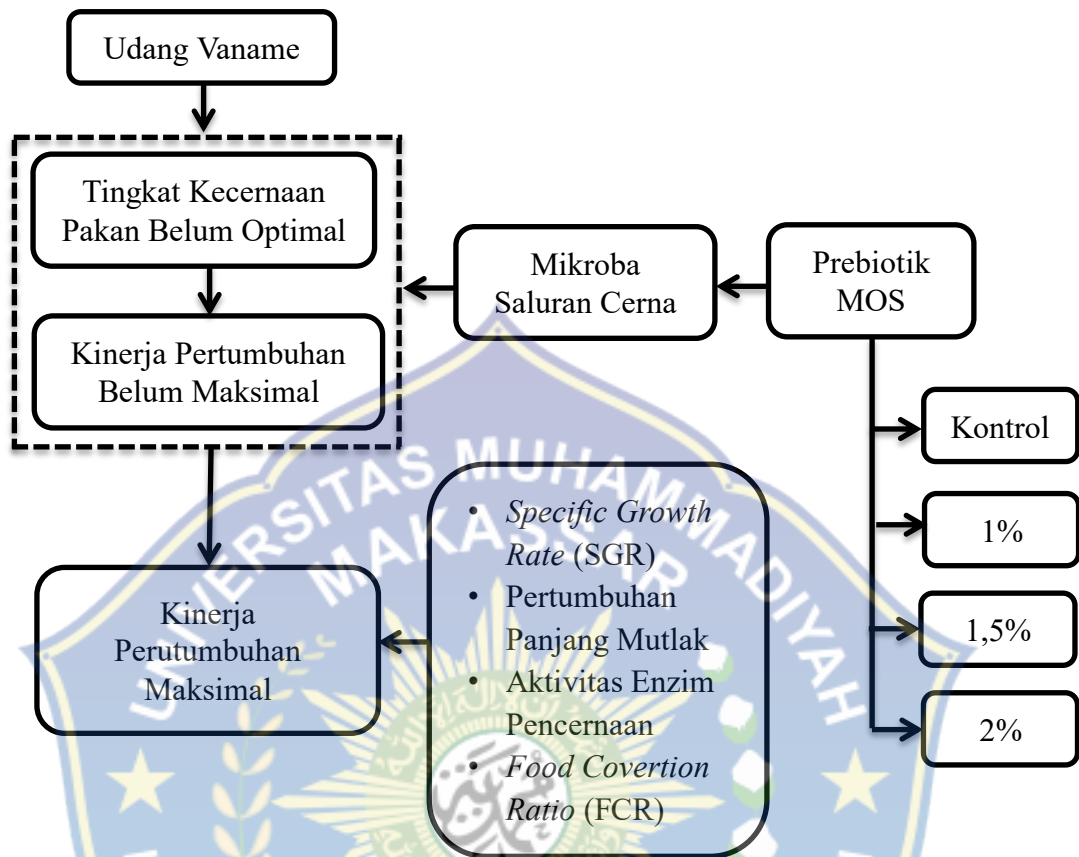 Udang Vaname
Tingkat Kecernaan
Pakan Belum Optimal
Kinerja Pertumbuhan
Belum Maksimal
Mikroba
Saluran Cerna
Prebiotik
MOS
Kontrol
1%
1,5%
2%
• Specific Growth
Rate (SGR)
• Pertumbuhan
Panjang Mutlak
• Aktivitas Enzim
Pencernaan
• Food Covertion
Ratio (FCR)
Kinerja
Perutumbuhan
Maksimal
UNIVERSITAS MUHAMMADIYAH
MAKASSAR